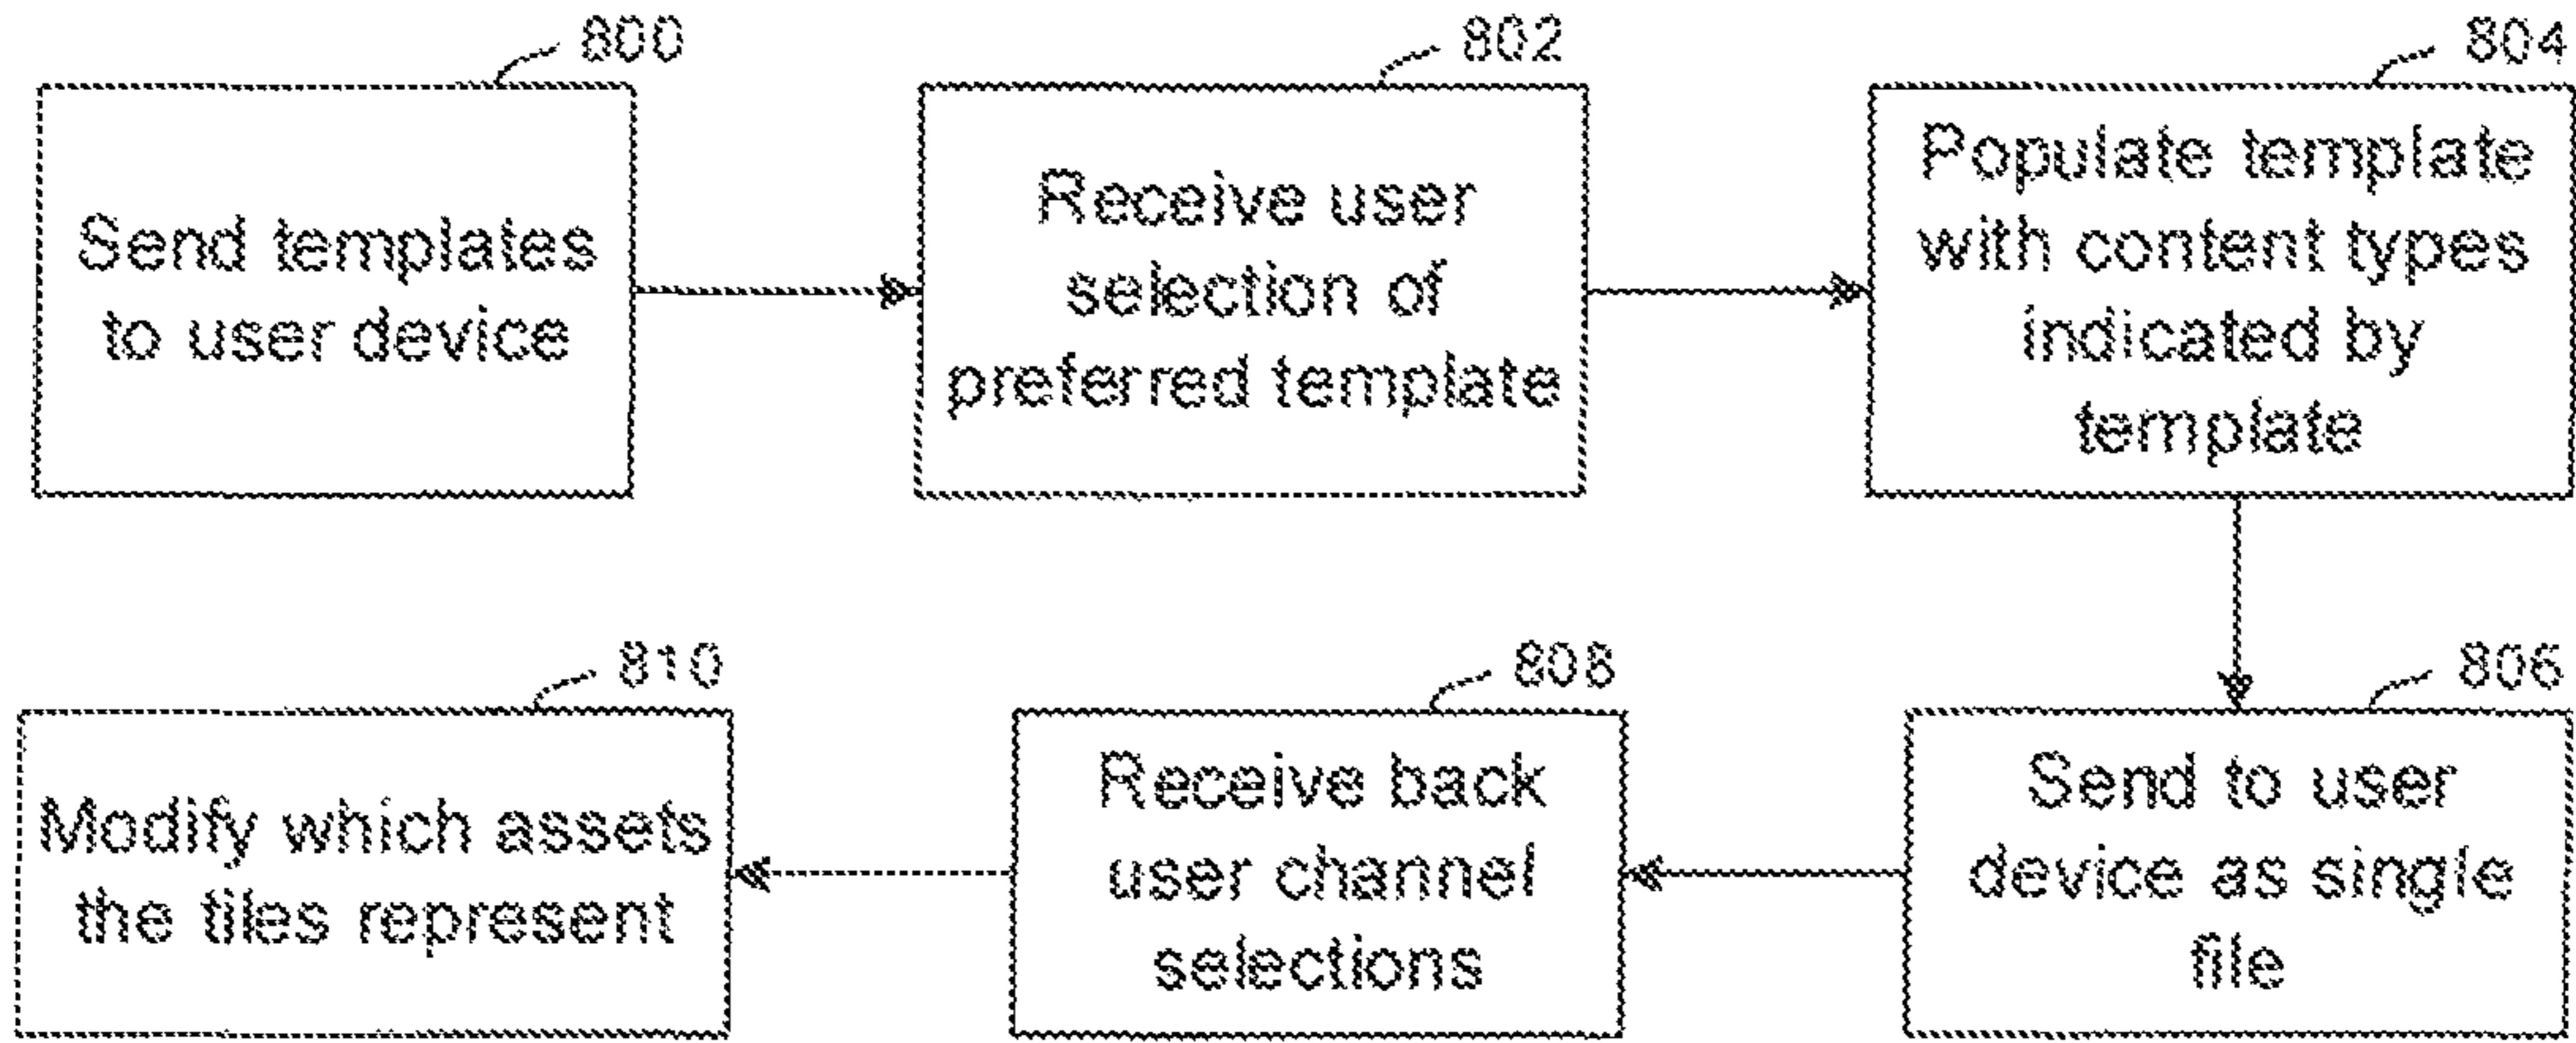 800
Send templates
to user device
802
Receive user
selection of
preferred template
804
Populate template
with content types
indicated by
template
806
Send to user
device as single
file
808
Receive back
user channel
selections
810
Modify which assets
the tiles represent